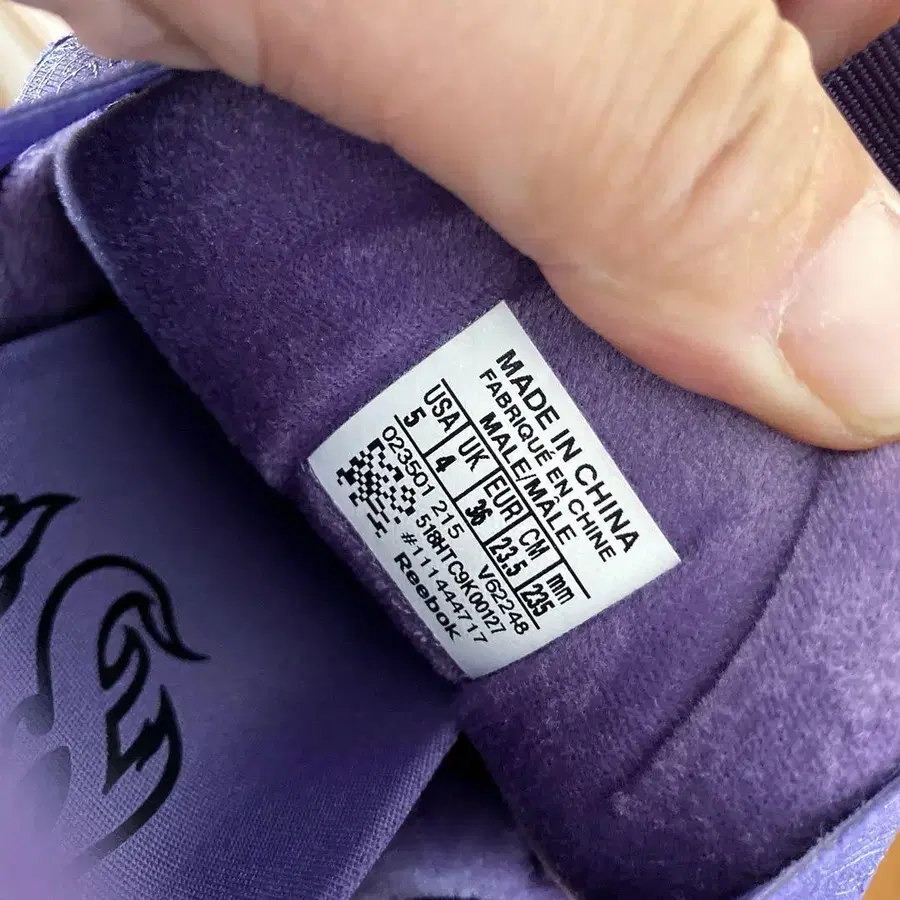 MADE IN CHINA
FABRIQUÉ EN CHINE
MALE/MÂLE
USA UK EUR CM mm
5 4 36 23.5 235
023501 215 V62248
518HTC9K00127
#111444717
Reebok